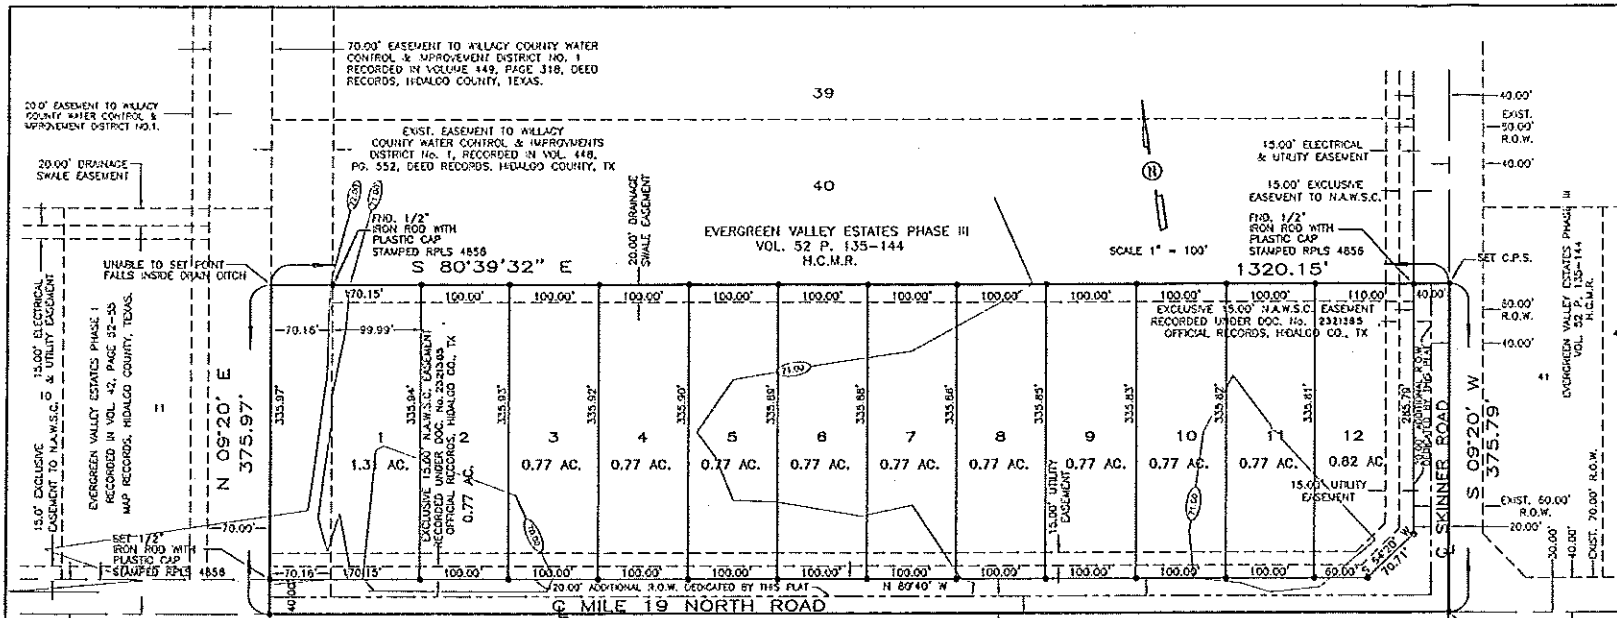 70.00' EASEMENT TO WILLACY COUNTY WATER
CONTROL & IMPROVEMENT DISTRICT NO. 1
RECORDED IN VOLUME 449, PAGE 318, DEED
RECORDS, HIDALGO COUNTY, TEXAS.
20.0' EASEMENT TO WILLACY
COUNTY WATER CONTROL &
IMPROVEMENT DISTRICT NO.1.
20.00' DRAINAGE
SWALE EASEMENT
EXIST. EASEMENT TO WILLACY
COUNTY WATER CONTROL & IMPROVMENTS
DISTRICT No. 1, RECORDED IN VOL. 448,
PG. 552, DEED RECORDS, HIDALGO COUNTY, TX
39
40
EVERGREEN VALLEY ESTATES PHASE III
VOL. 52 P. 135-144
H.C.M.R.
20.00' DRAINAGE
SWALE EASEMENT
FND. 1/2"
IRON ROD WITH
PLASTIC CAP
STAMPED RPLS 4856
UNABLE TO SET POINT
FALLS INSIDE DRAIN DITCH
S 80'39'32" E
SCALE 1" = 100'
1320.15'
15.00' ELECTRICAL
& UTILITY EASEMENT
15.00' EXCLUSIVE
EASEMENT TO N.A.W.S.C.
FND. 1/2"
IRON ROD WITH
PLASTIC CAP
STAMPED RPLS 4856
40.00'
EXIST.
40.00'
SET C.P.S.
R.O.W.
R.O.W.
40.00'
EVERGREEN VALLEY ESTATES PHASE III
VOL. 52 P. 135-144
H.C.M.R.
41
15.0' EXCLUSIVE
EASEMENT TO N.A.W.S.C.
15.00' ELECTRICAL
& UTILITY EASEMENT
EVERGREEN VALLEY ESTATES PHASE I
RECORDED IN VOL. 42, PAGE 52-55
MAP RECORDS, HIDALGO COUNTY, TEXAS.
11
N 09'20' E
375.97'
70.15' 100.00' 100.00' 100.00' 100.00' 100.00' 100.00' 100.00' 100.00' 100.00' 110.00' 40.00'
70.16' 99.99'
EXCLUSIVE 15.00' N.A.W.S.C. EASEMENT
RECORDED UNDER DOC. No. 2321385
OFFICIAL RECORDS, HIDALGO CO., TX
EXCLUSIVE 15.00' N.A.W.S.C. EASEMENT
RECORDED UNDER DOC. No. 2321385
OFFICIAL RECORDS, HIDALGO CO., TX
335.97' 335.94' 335.93' 335.92' 335.90' 335.88' 335.86' 335.85' 335.83' 335.82' 335.81' 285.79'
71.00
1 2 3 4 5 6 7 8 9 10 11 12
1.31 AC. 0.77 AC. 0.77 AC. 0.77 AC. 0.77 AC. 0.77 AC. 0.77 AC. 0.77 AC. 0.77 AC. 0.77 AC. 0.77 AC. 0.82 AC.
15.00' UTILITY
EASEMENT
15.00' UTILITY
EASEMENT
ADDITIONAL R.O.W.
DEDICATED BY THIS PLAT
SKINNER ROAD
S 09'20' W
375.79'
EXIST. 60.00'
R.O.W.
20.00'
40.00'
EXIST. 70.00' R.O.W.
S 54'20' W
70.71'
70.00'
SET 1/2"
IRON ROD WITH
PLASTIC CAP
STAMPED RPLS 4856
70.16' 70.15' 100.00' 100.00' 100.00' 100.00' 100.00' 100.00' 100.00' 100.00' 100.00' 100.00' 60.00'
40.00'
20.00' ADDITIONAL R.O.W. DEDICATED BY THIS PLAT
N 80'40' W
MILE 19 NORTH ROAD